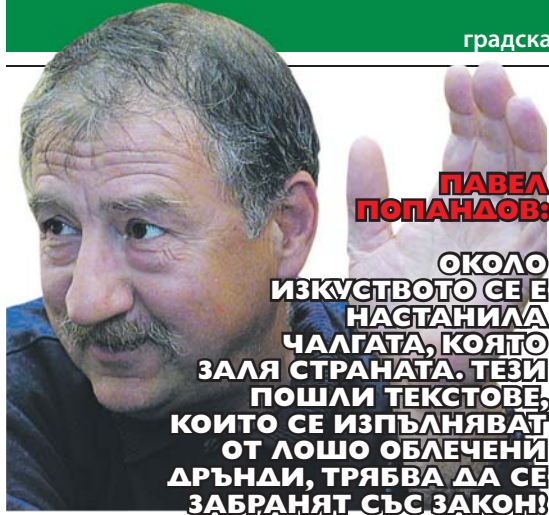 градска
ПАВЕЛ
ПОПАНДОВ:
ОКОЛО
ИЗКУСТВОТО СЕ Е
НАСТАНИЛА
ЧАЛГАТА, КОЯТО
ЗАЛЯ СТРАНАТА. ТЕЗИ
ПОШЛИ ТЕКСТОВЕ,
КОИТО СЕ ИЗПЪЛНЯВАТ
ОТ ЛОШО ОБЛЕЧЕНИ
ДРЪНДИ, ТРЯБВА ДА СЕ
ЗАБРАНЯТ СЪС ЗАКОН!